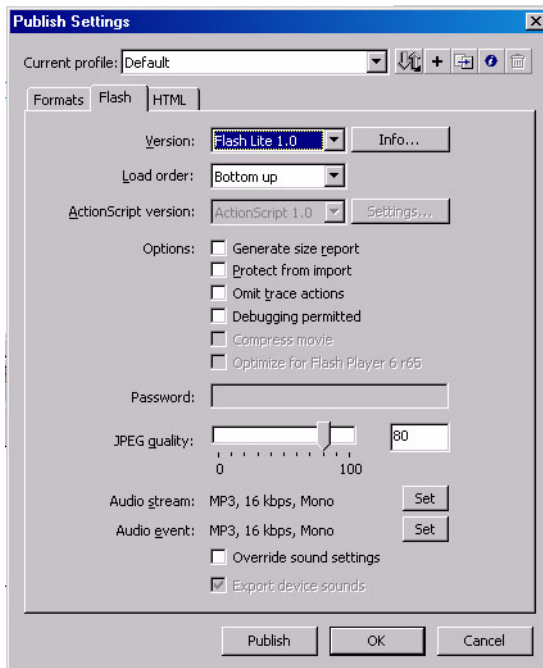 Publish Settings
Current profile: Default
Formats Flash HTML
Version: Flash Lite 1.0 Info...
Load order: Bottom up
ActionScript version: ActionScript 1.0 Settings...
Options: Generate size report
Protect from import
Omit trace actions
Debugging permitted
Compress movie
Optimize for Flash Player 6 r65
Password:
JPEG quality: 80
0 100
Audio stream: MP3, 16 kbps, Mono Set
Audio event: MP3, 16 kbps, Mono Set
Override sound settings
Export device sounds
Publish OK Cancel